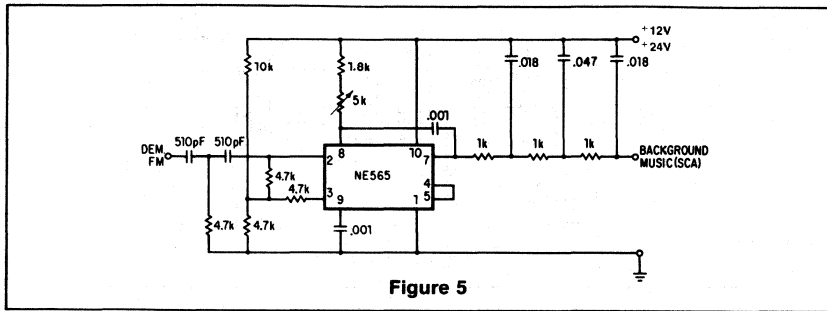 +12V
+24V
10k
1.8k
.018
.047
.018
5k
.001
DEM.
FM
510pF
510pF
8
10
2
7
1k
1k
1k
BACKGROUND
MUSIC(SCA)
4.7k
NE565
4
3
4.7k
5
9
1
4.7k
4.7k
.001
Figure 5